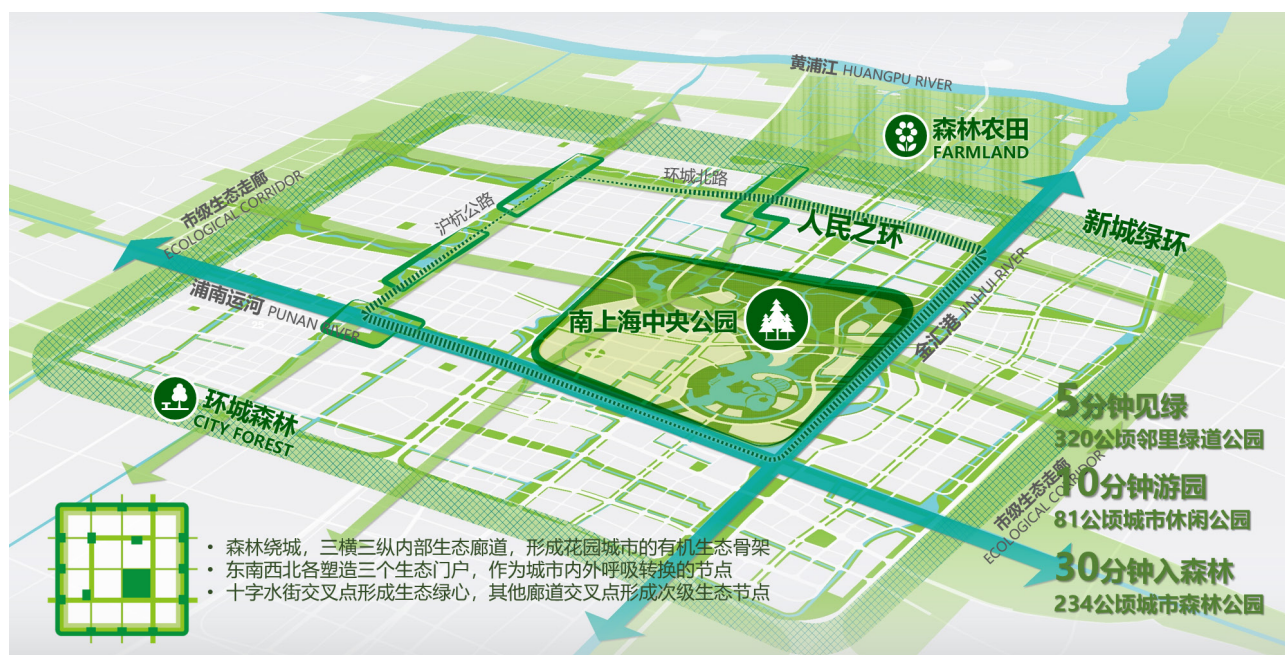 黄浦江 HUANGPU RIVER
森林农田
FARMLAND
环城北路
市级生态走廊
ECOLOGICAL CORRIDOR
沪杭公路
人民之环
新城绿环
浦南运河 PUNAN RIVER
南上海中央公园
金汇港 JINHUI RIVER
环城森林
CITY FOREST
5分钟见绿
320公顷邻里绿道公园
10分钟游园
81公顷城市休闲公园
市级生态走廊
ECOLOGICAL CORRIDOR
30分钟入森林
234公顷城市森林公园
• 森林绕城，三横三纵内部生态廊道，形成花园城市的有机生态骨架
• 东南西北各塑造三个生态门户，作为城市内外呼吸转换的节点
• 十字水街交叉点形成生态绿心，其他廊道交叉点形成次级生态节点